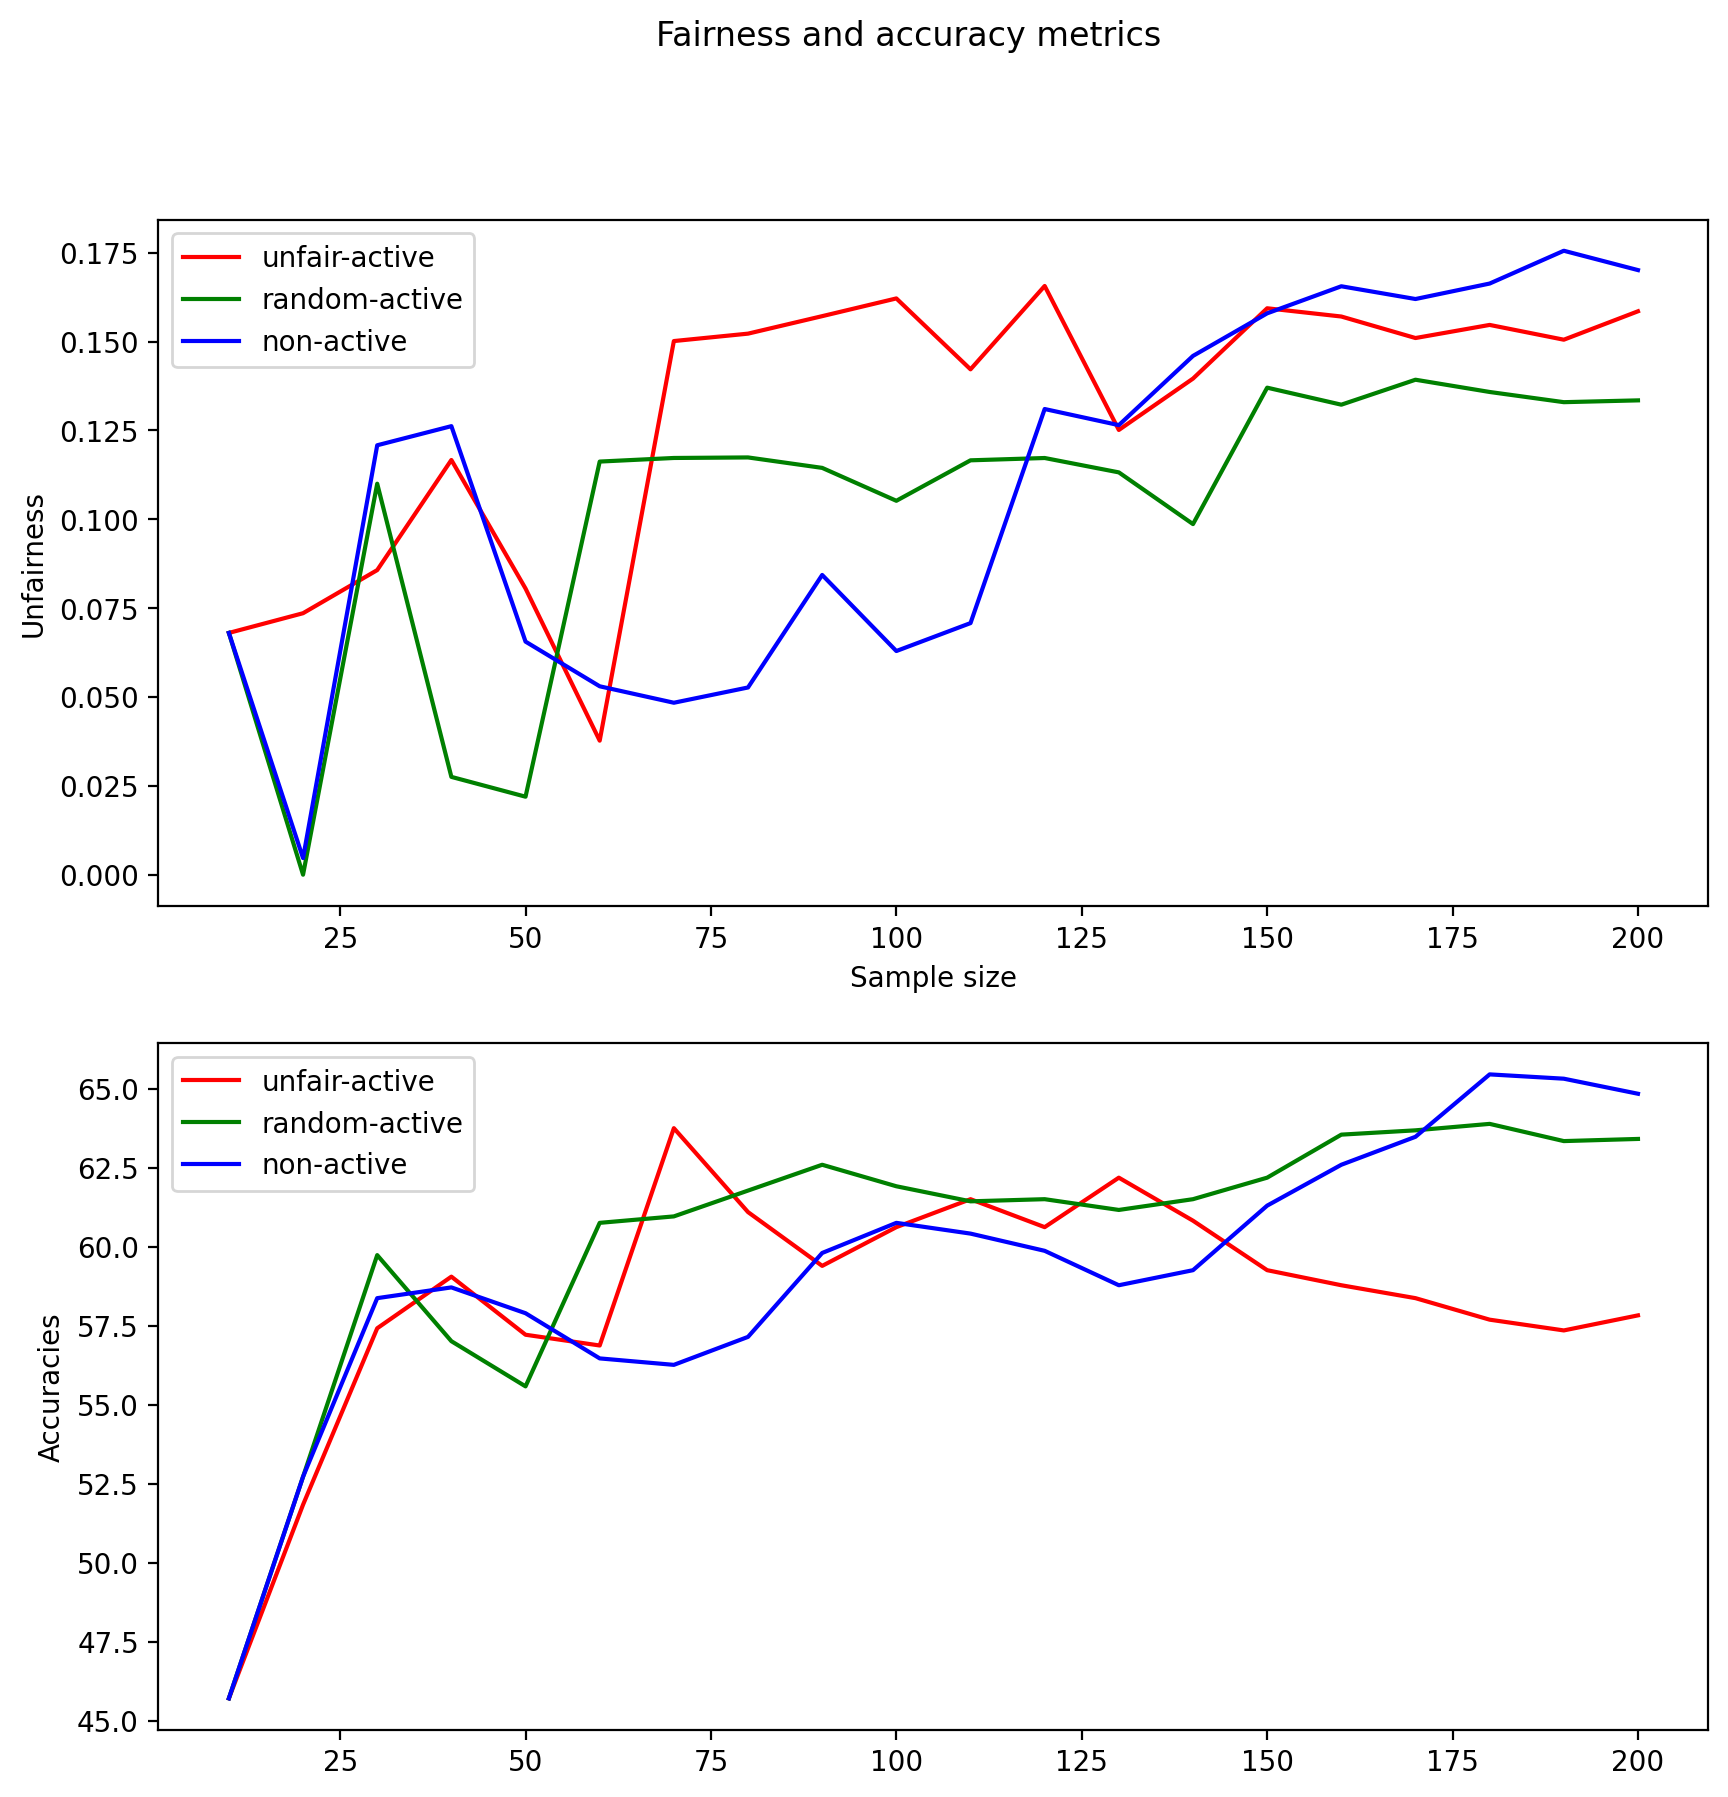 Fairness and accuracy metrics
unfair-active
random-active
non-active
Unfairness
0.175
0.150
0.125
0.100
0.075
0.050
0.025
0.000
25 50 75 100 125 150 175 200
Sample size
unfair-active
random-active
non-active
Accuracies
65.0
62.5
60.0
57.5
55.0
52.5
50.0
47.5
45.0
25 50 75 100 125 150 175 200